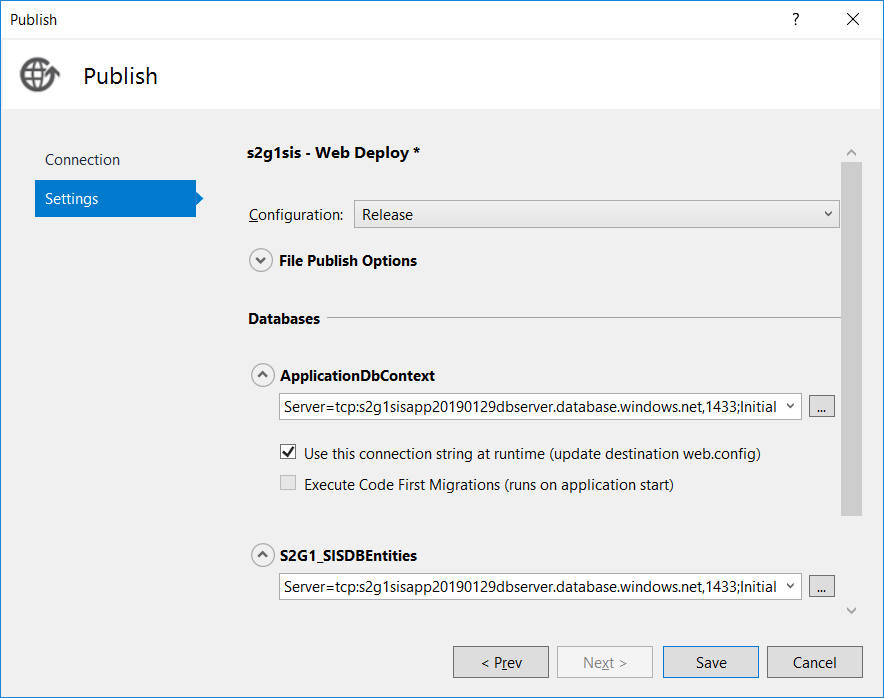 Publish
?
Publish
Connection
Settings
s2g1sis - Web Deploy *
Configuration: Release
File Publish Options
Databases
ApplicationDbContext
Server=tcp:s2g1sisapp20190129dbserver.database.windows.net,1433;Initial ...
Use this connection string at runtime (update destination web.config)
Execute Code First Migrations (runs on application start)
S2G1_SISDBEntities
Server=tcp:s2g1sisapp20190129dbserver.database.windows.net,1433;Initial ...
< Prev Next > Save Cancel